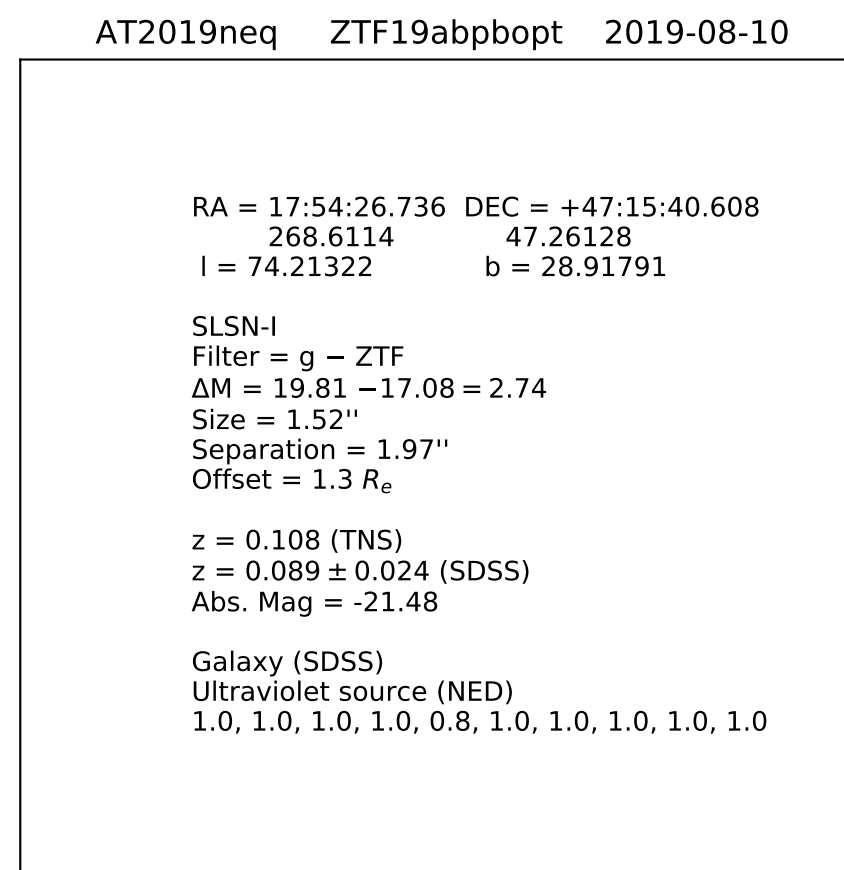 AT2019neq ZTF19abpbopt 2019-08-10
RA = 17:54:26.736 DEC = +47:15:40.608
268.6114 47.26128
l = 74.21322 b = 28.91791
SLSN-I
Filter = g − ZTF
ΔM = 19.81 −17.08 = 2.74
Size = 1.52''
Separation = 1.97''
Offset = 1.3 Rₑ
z = 0.108 (TNS)
z = 0.089 ± 0.024 (SDSS)
Abs. Mag = -21.48
Galaxy (SDSS)
Ultraviolet source (NED)
1.0, 1.0, 1.0, 1.0, 0.8, 1.0, 1.0, 1.0, 1.0, 1.0